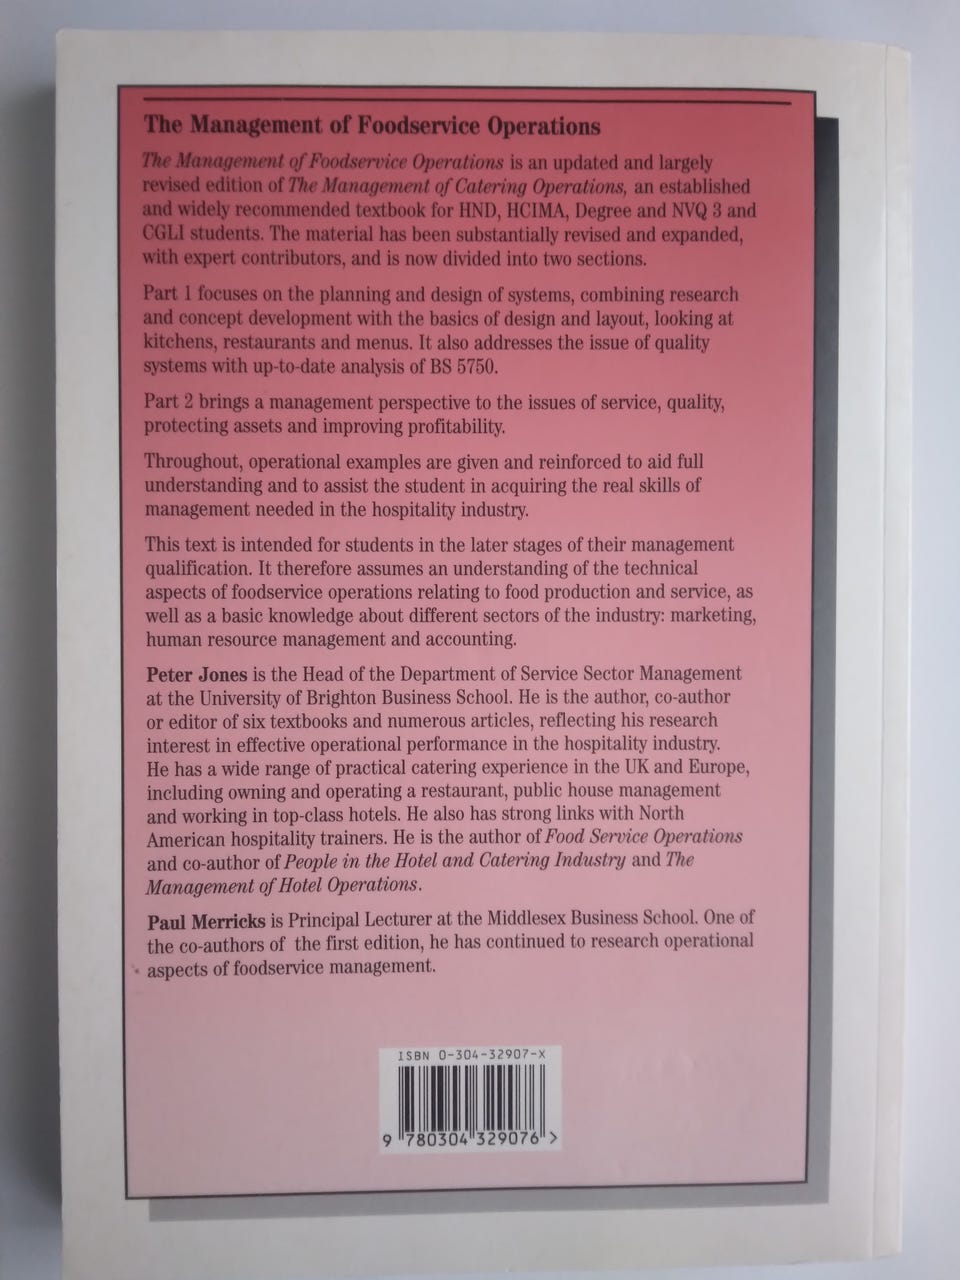 The Management of Foodservice Operations
The Management of Foodservice Operations is an updated and largely
revised edition of The Management of Catering Operations, an established
and widely recommended textbook for HND, HCIMA, Degree and NVQ 3 and
CGLI students. The material has been substantially revised and expanded,
with expert contributors, and is now divided into two sections.
Part 1 focuses on the planning and design of systems, combining research
and concept development with the basics of design and layout, looking at
kitchens, restaurants and menus. It also addresses the issue of quality
systems with up-to-date analysis of BS 5750.
Part 2 brings a management perspective to the issues of service, quality,
protecting assets and improving profitability.
Throughout, operational examples are given and reinforced to aid full
understanding and to assist the student in acquiring the real skills of
management needed in the hospitality industry.
This text is intended for students in the later stages of their management
qualification. It therefore assumes an understanding of the technical
aspects of foodservice operations relating to food production and service, as
well as a basic knowledge about different sectors of the industry: marketing,
human resource management and accounting.
Peter Jones is the Head of the Department of Service Sector Management
at the University of Brighton Business School. He is the author, co-author
or editor of six textbooks and numerous articles, reflecting his research
interest in effective operational performance in the hospitality industry.
He has a wide range of practical catering experience in the UK and Europe,
including owning and operating a restaurant, public house management
and working in top-class hotels. He also has strong links with North
American hospitality trainers. He is the author of Food Service Operations
and co-author of People in the Hotel and Catering Industry and The
Management of Hotel Operations.
Paul Merricks is Principal Lecturer at the Middlesex Business School. One of
the co-authors of the first edition, he has continued to research operational
aspects of foodservice management.
ISBN 0-304-32907-X
9 780304 329076 >